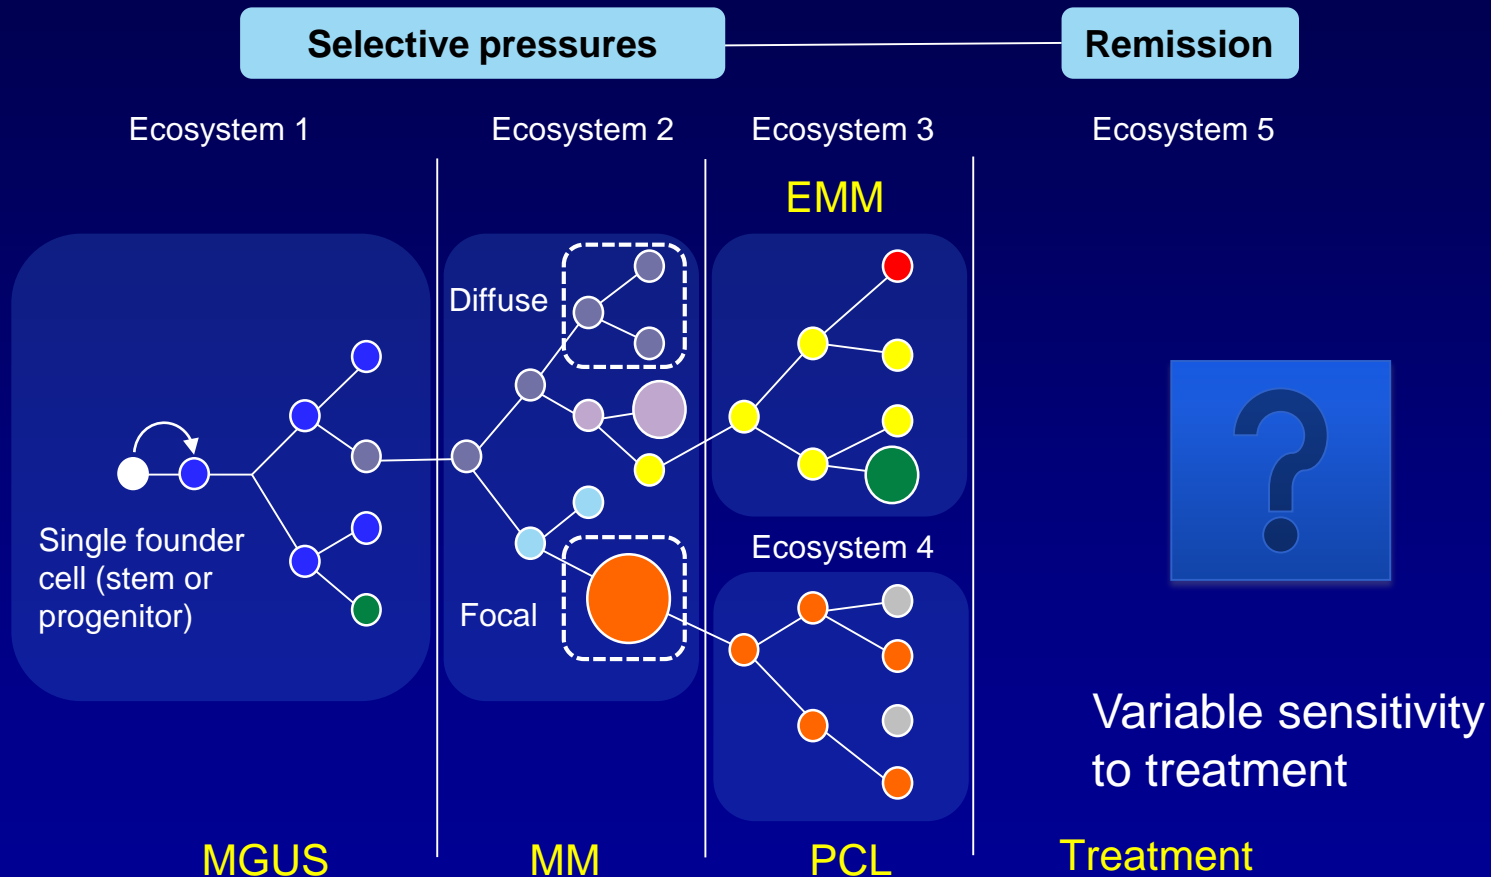 Selective pressures
Remission
Ecosystem 1
Ecosystem 2
Ecosystem 3
Ecosystem 5
EMM
Diffuse
Single founder
cell (stem or
progenitor)
Focal
Ecosystem 4
?
Variable sensitivity
to treatment
MGUS
MM
PCL
Treatment